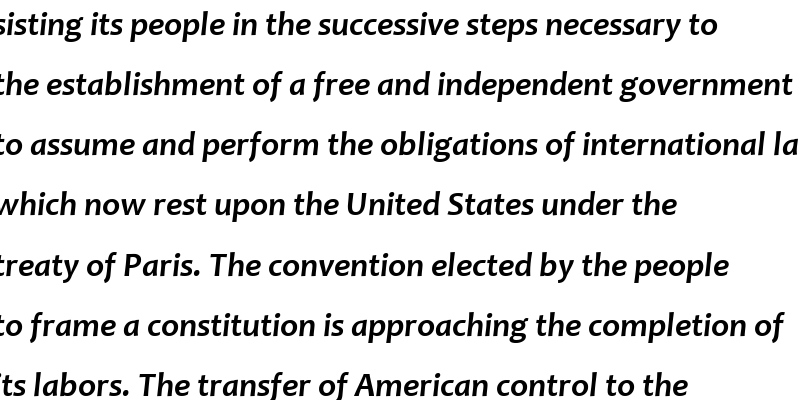 sisting its people in the successive steps necessary to
the establishment of a free and independent government
to assume and perform the obligations of international la
which now rest upon the United States under the
treaty of Paris. The convention elected by the people
to frame a constitution is approaching the completion of
its labors. The transfer of American control to the